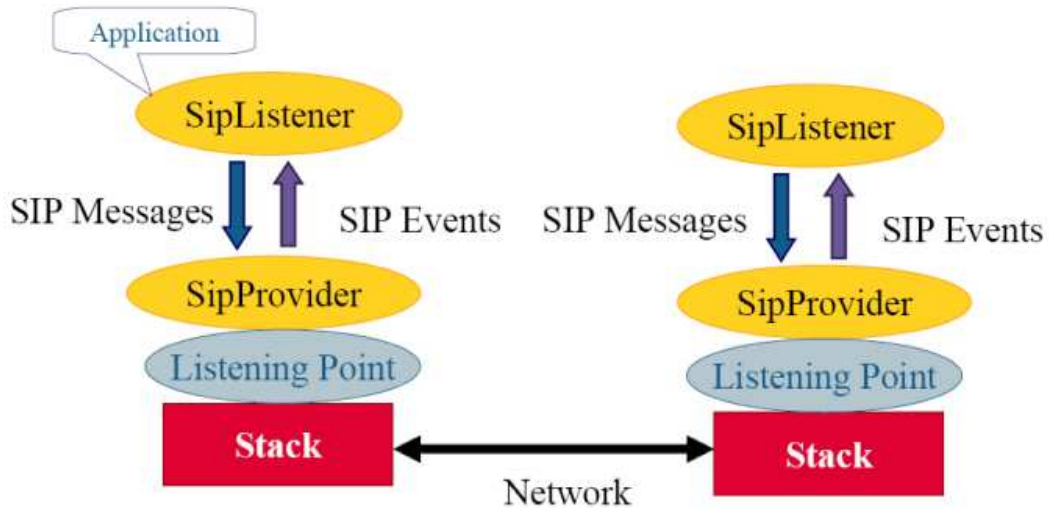 Application
SipListener
SipListener
SIP Messages
SIP Events
SIP Messages
SIP Events
SipProvider
SipProvider
Listening Point
Listening Point
Stack
Stack
Network